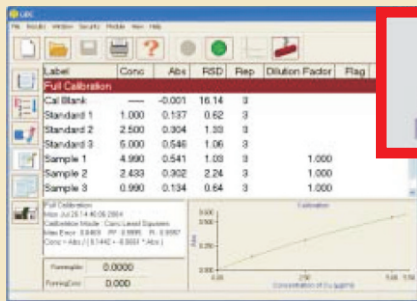 GBC
File Results Window Security Module View Help
Label Conc Abs RSD Rep Dilution Factor Flag
Full Calibration
Cal Blank ---- -0.001 16.14 3
Standard 1 1.000 0.137 0.62 3
Standard 2 2.500 0.304 1.33 3
Standard 3 5.000 0.546 1.06 3
Sample 1 4.990 0.541 1.03 3 1.000
Sample 2 2.433 0.302 2.24 3 1.000
Sample 3 0.990 0.134 0.64 3 1.000
Full Calibration
Calibration Mode : Conc Least Squares
Calibration
Abs
0.0000
0.000